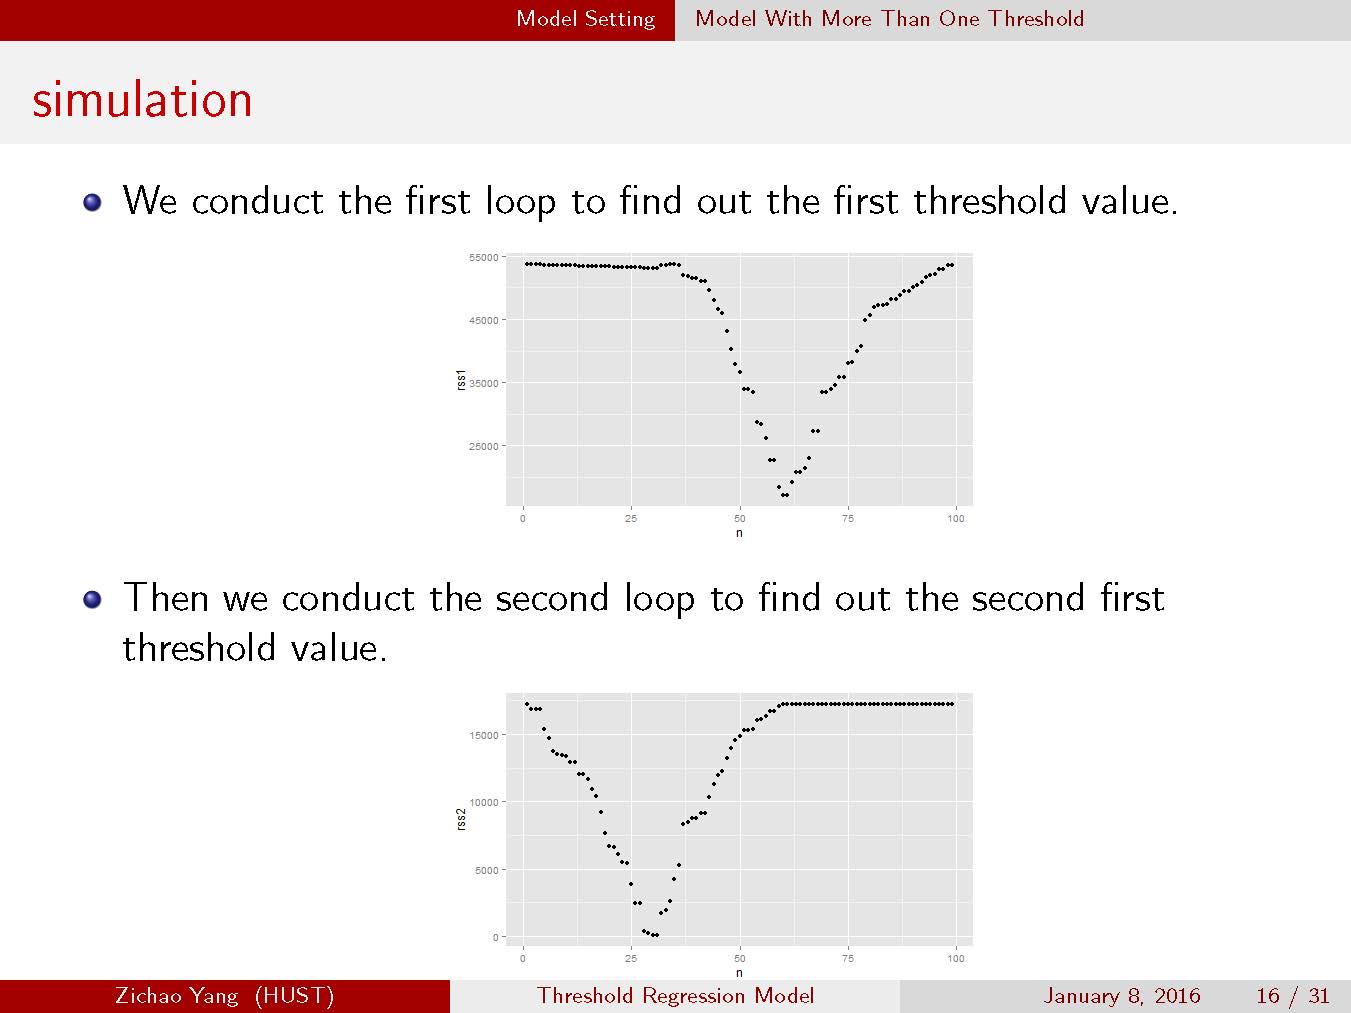 Model Setting Model With More Than One Threshold
simulation
We conduct the first loop to find out the first threshold value.
55000
45000
35000
25000
rss1
0 25 50 75 100
n
Then we conduct the second loop to find out the second first
threshold value.
15000
10000
5000
0
rss2
0 25 50 75 100
n
Zichao Yang (HUST) Threshold Regression Model January 8, 2016 16 / 31